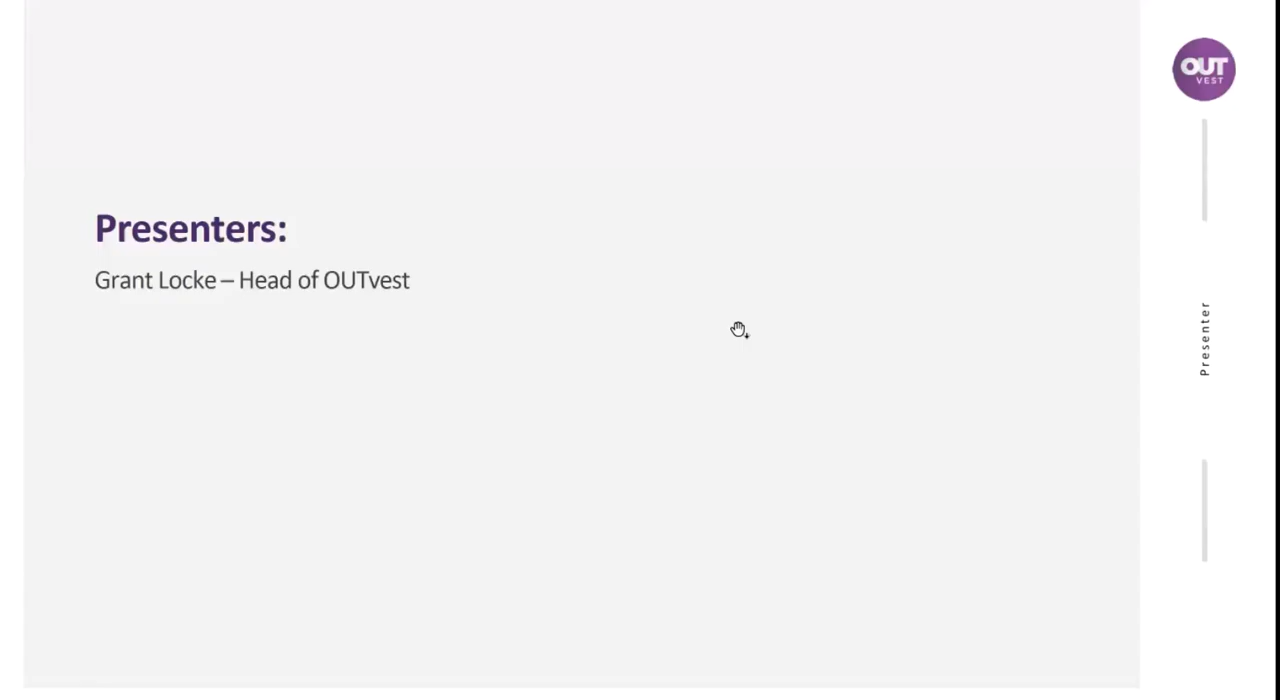 Presenters:
Grant Locke – Head of OUTvest
OUT
VEST
Presenter